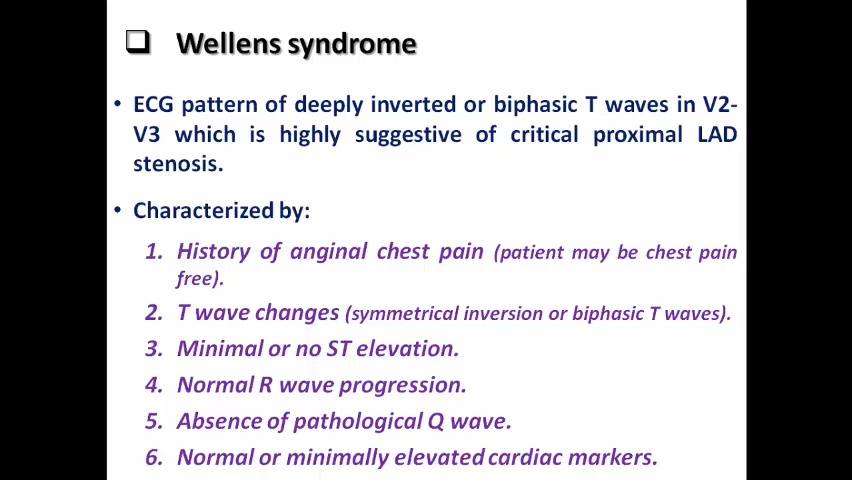 ❑ Wellens syndrome
• ECG pattern of deeply inverted or biphasic T waves in V2-
V3 which is highly suggestive of critical proximal LAD
stenosis.
• Characterized by:
1. History of anginal chest pain (patient may be chest pain
free).
2. T wave changes (symmetrical inversion or biphasic T waves).
3. Minimal or no ST elevation.
4. Normal R wave progression.
5. Absence of pathological Q wave.
6. Normal or minimally elevated cardiac markers.